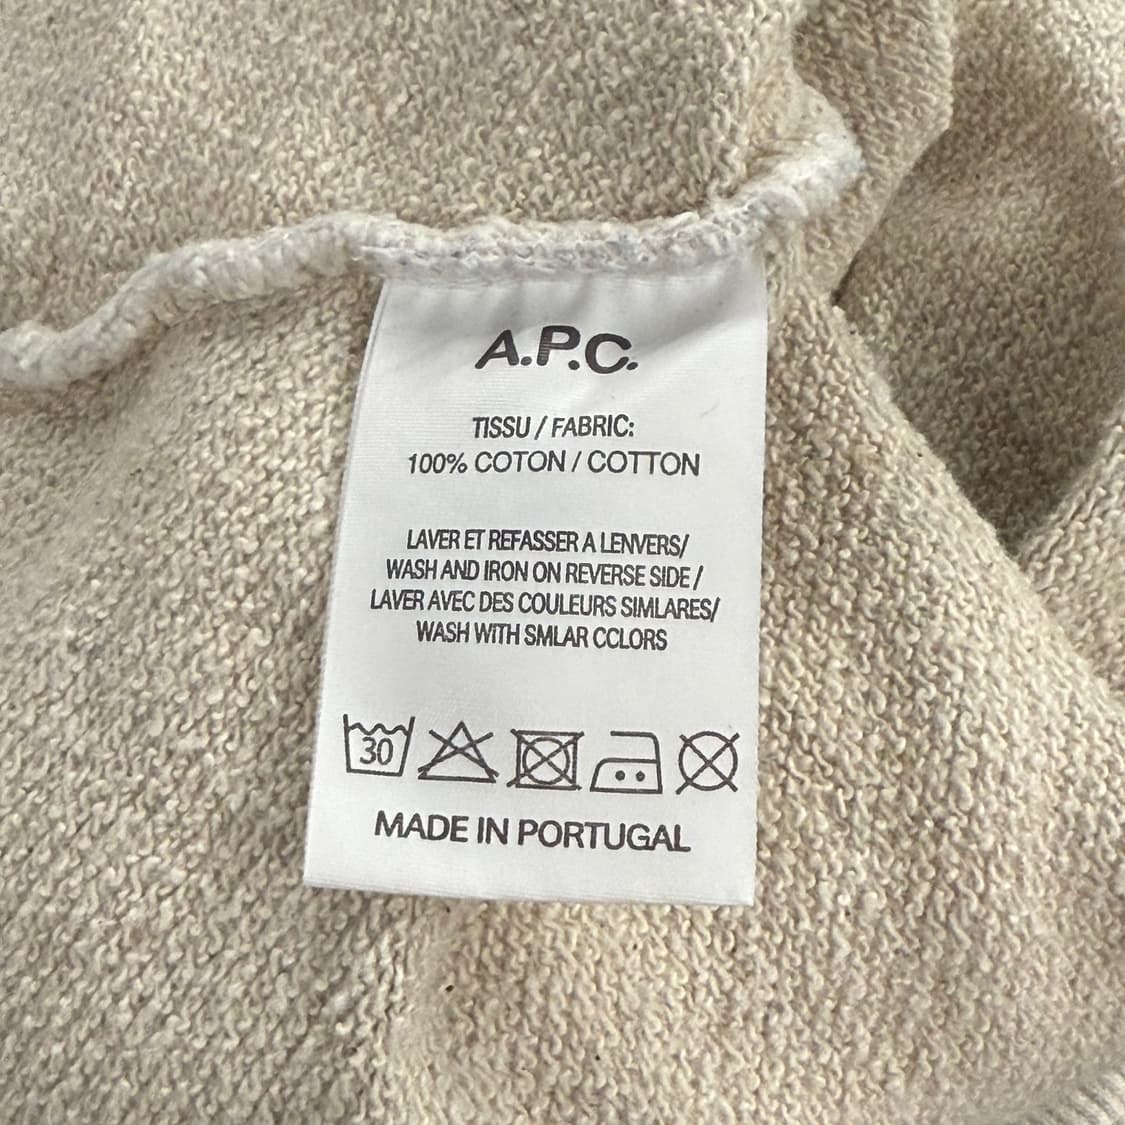 A.P.C.
TISSU / FABRIC:
100% COTON / COTTON
LAVER ET REFASSER A LENVERS/
WASH AND IRON ON REVERSE SIDE /
LAVER AVEC DES COULEURS SIMLARES/
WASH WiTH SMLAR CCLORS
30
MADE IN PORTUGAL